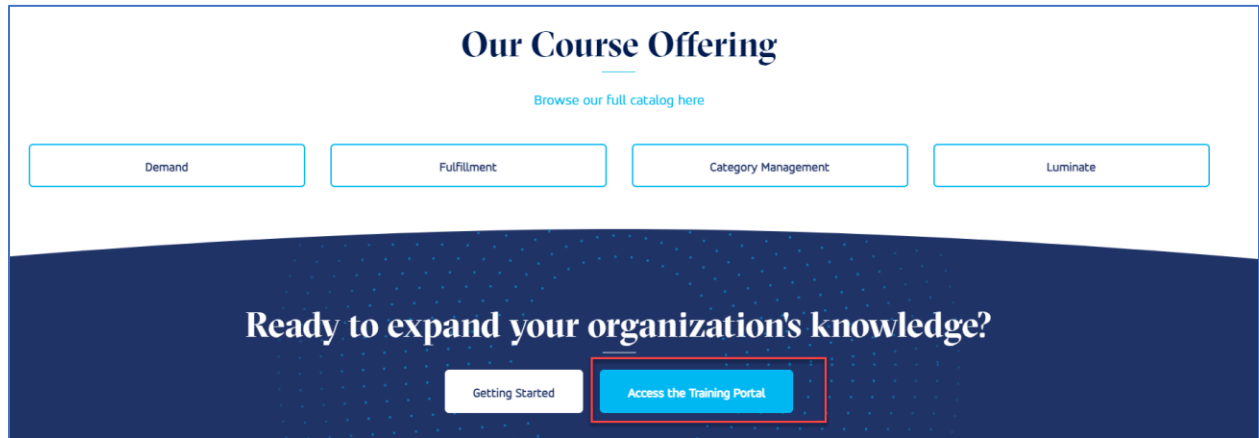 Our Course Offering
Browse our full catalog here
Demand
Fulfillment
Category Management
Luminate
Ready to expand your organization's knowledge?
Getting Started
Access the Training Portal